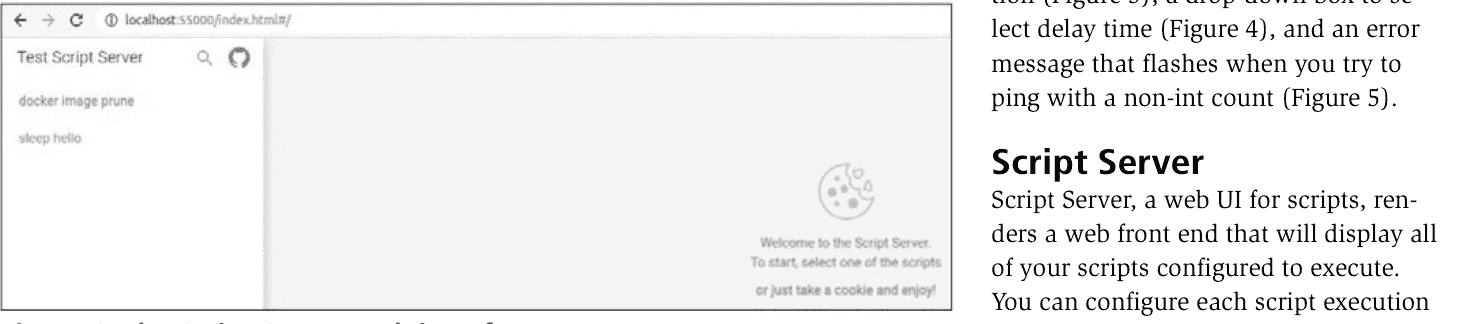 localhost:55000/index.html#/
Test Script Server
docker image prune
sleep hello
Welcome to the Script Server.
To start, select one of the scripts
or just take a cookie and enjoy!
lect delay time (Figure 4), and an error
message that flashes when you try to
ping with a non-int count (Figure 5).
Script Server
Script Server, a web UI for scripts, ren-
ders a web front end that will display all
of your scripts configured to execute.
You can configure each script execution